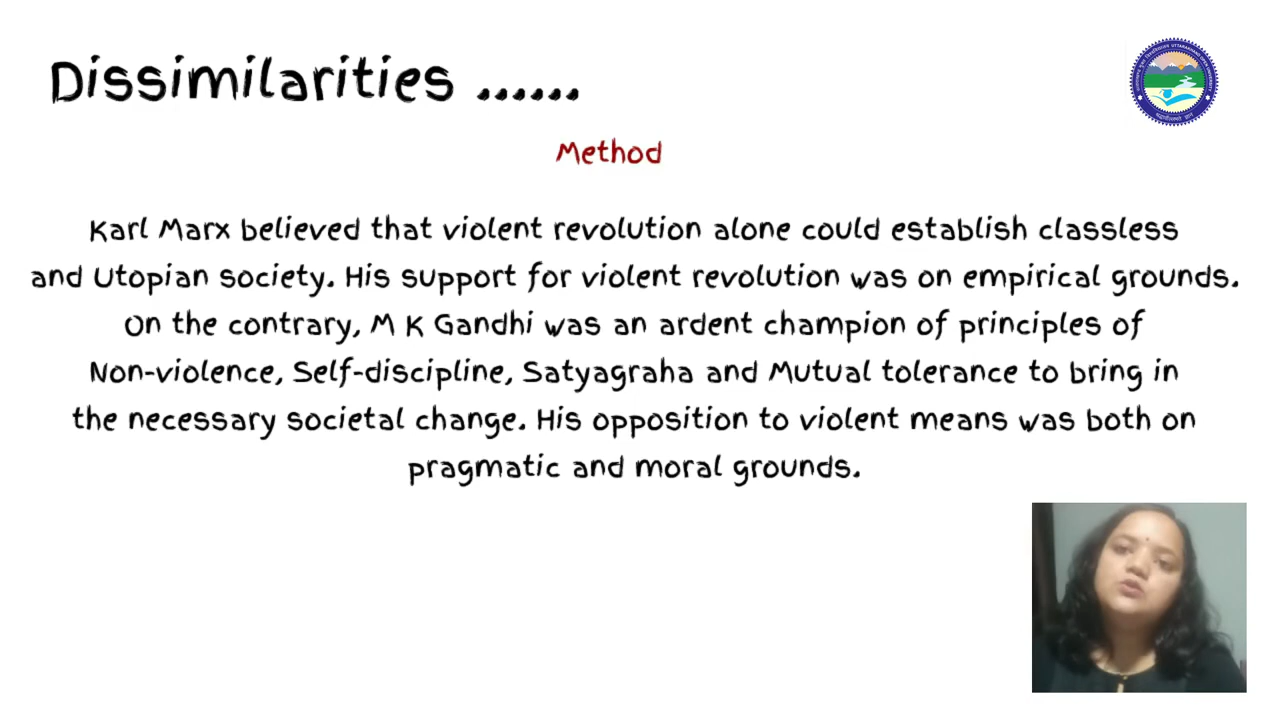 Dissimilarities ......
Method
Karl Marx believed that violent revolution alone could establish classless
and Utopian society. His support for violent revolution was on empirical grounds.
On the contrary, M K Gandhi was an ardent champion of principles of
Non-violence, Self-discipline, Satyagraha and Mutual tolerance to bring in
the necessary societal change. His opposition to violent means was both on
pragmatic and moral grounds.